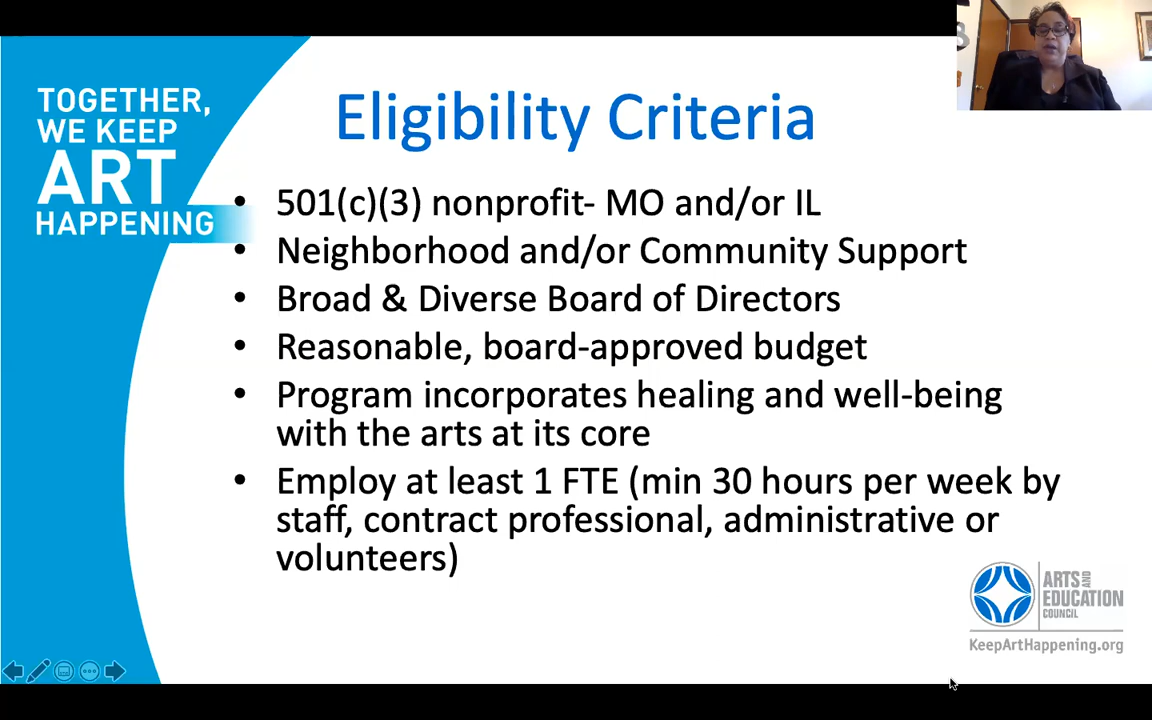 TOGETHER,
WE KEEP
ART
HAPPENING
Eligibility Criteria
• 501(c)(3) nonprofit- MO and/or IL
• Neighborhood and/or Community Support
• Broad & Diverse Board of Directors
• Reasonable, board-approved budget
• Program incorporates healing and well-being
with the arts at its core
• Employ at least 1 FTE (min 30 hours per week by
staff, contract professional, administrative or
volunteers)
ARTS AND
EDUCATION
COUNCIL
KeepArtHappening.org